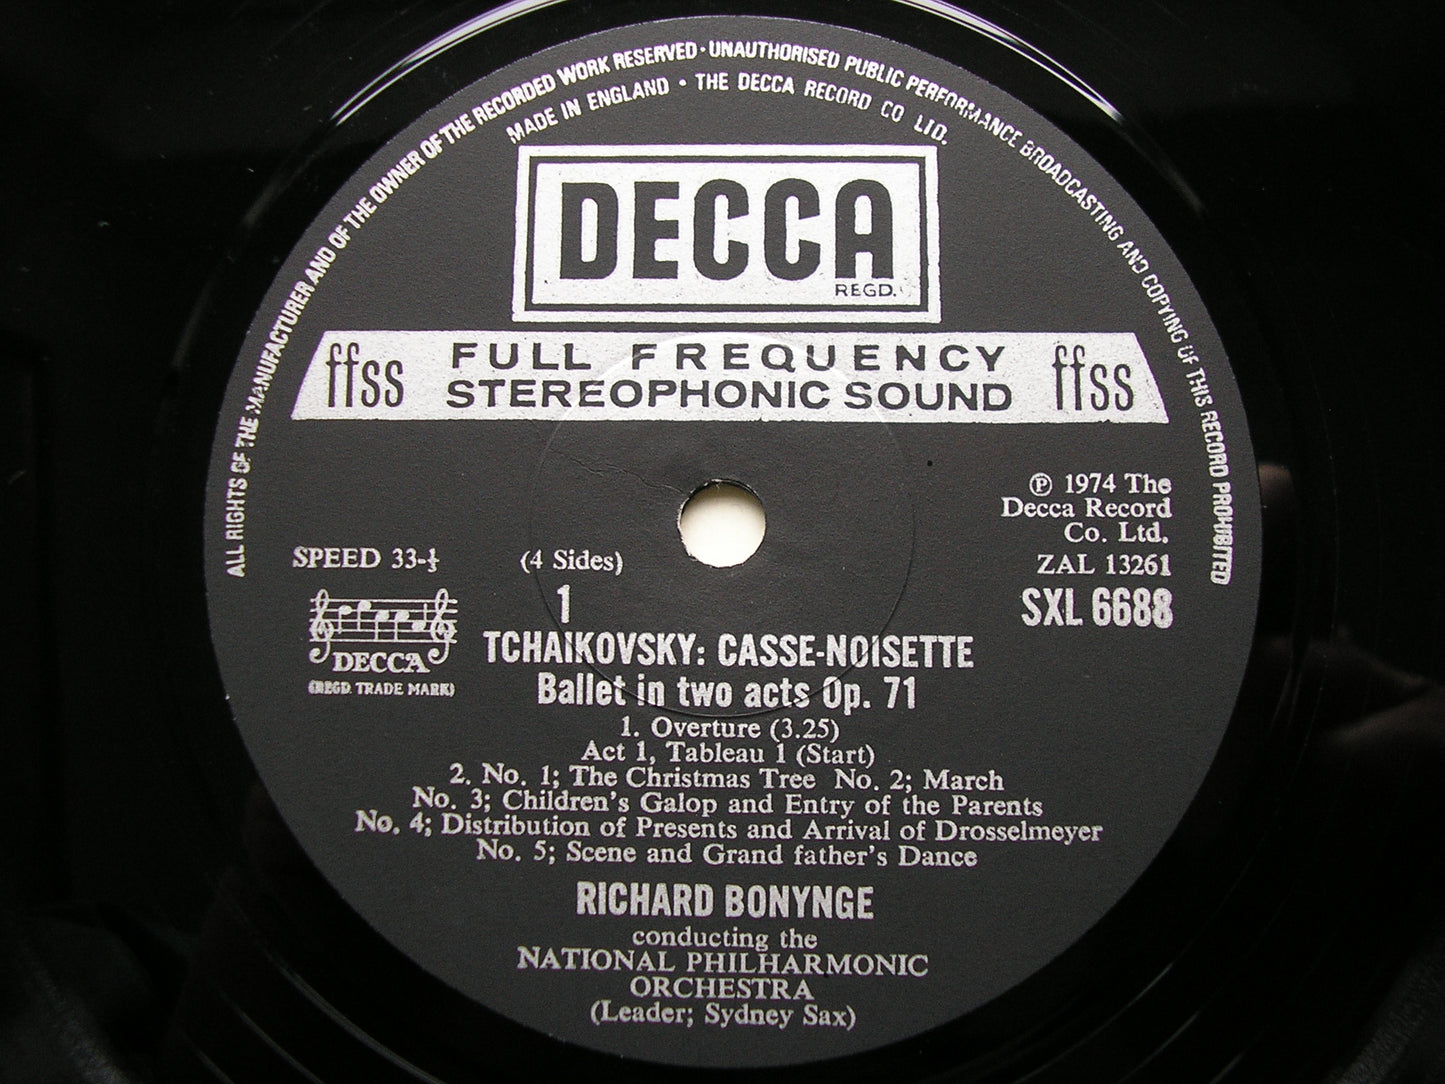 ALL RIGHTS OF THE MANUFACTURER AND OF THE OWNER OF THE RECORDED WORK RESERVED · UNAUTHORISED PUBLIC PERFORMANCE BROADCASTING AND COPYING OF THIS RECORD PROHIBITED
MADE IN ENGLAND · THE DECCA RECORD CO LTD.
DECCA
REGD.
ffss FULL FREQUENCY STEREOPHONIC SOUND ffss
℗ 1974 The
Decca Record
Co. Ltd.
SPEED 33-⅓ (4 Sides) ZAL 13261
1 SXL 6688
DECCA
(REGD. TRADE MARK)
TCHAIKOVSKY: CASSE-NOISETTE
Ballet in two acts Op. 71
1. Overture (3.25)
Act 1, Tableau 1 (Start)
2. No. 1; The Christmas Tree No. 2; March
No. 3; Children's Galop and Entry of the Parents
No. 4; Distribution of Presents and Arrival of Drosselmeyer
No. 5; Scene and Grand father's Dance
RICHARD BONYNGE
conducting the
NATIONAL PHILHARMONIC
ORCHESTRA
(Leader; Sydney Sax)